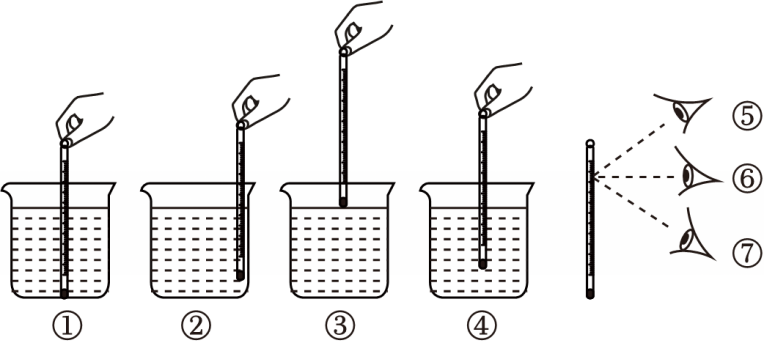 ⑤
⑥
⑦
① ② ③ ④